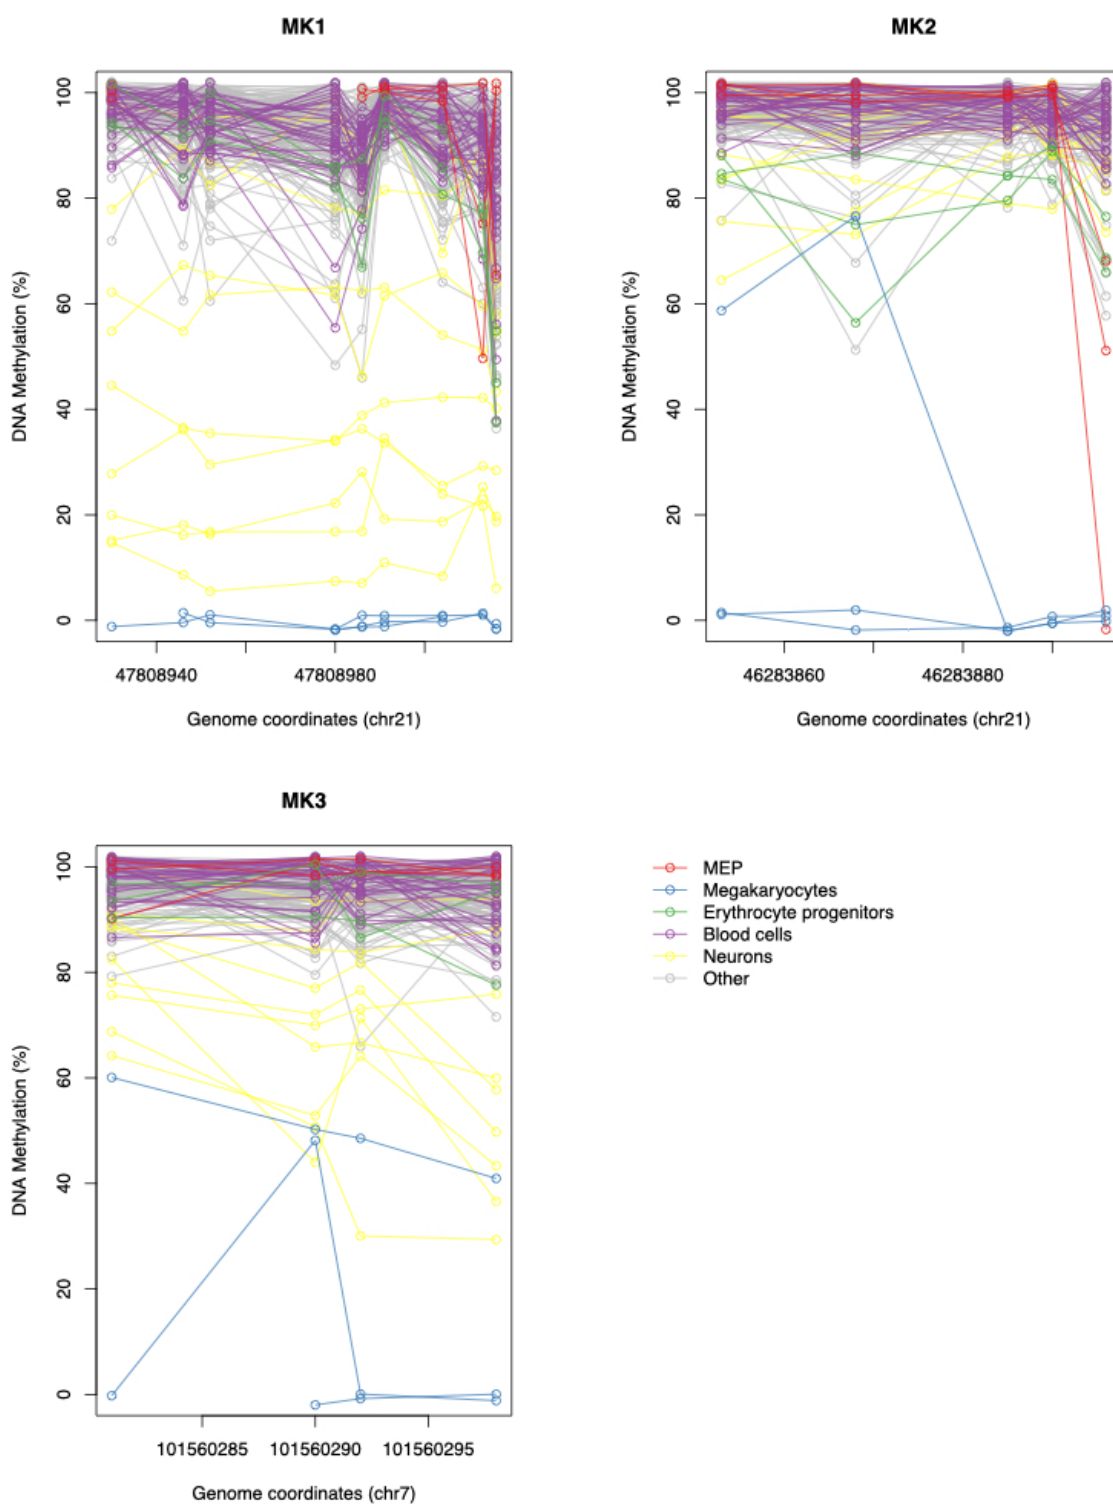 MK1
DNA Methylation (%)
100
80
60
40
20
0
47808940 47808980
Genome coordinates (chr21)
MK2
DNA Methylation (%)
100
80
60
40
20
0
46283860 46283880
Genome coordinates (chr21)
MK3
DNA Methylation (%)
100
80
60
40
20
0
101560285 101560290 101560295
Genome coordinates (chr7)
MEP
Megakaryocytes
Erythrocyte progenitors
Blood cells
Neurons
Other